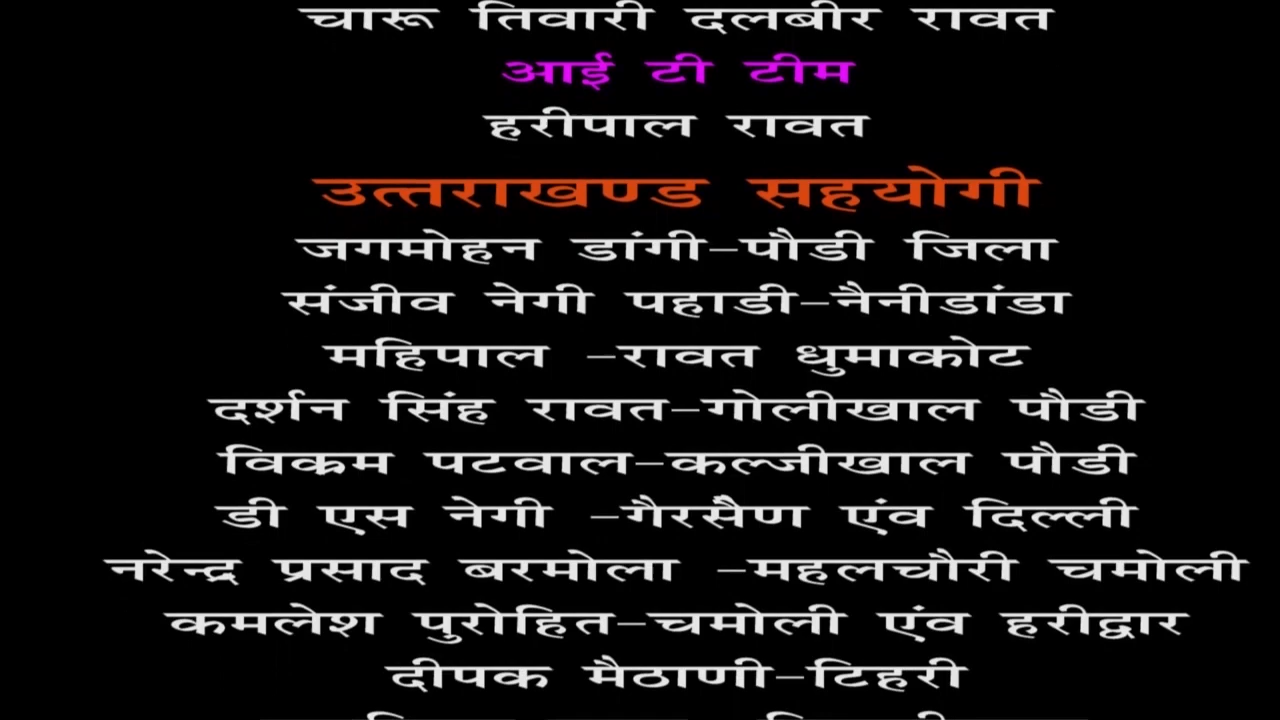 चारू तिवारी दलबीर रावत
आई टी टीम
हरीपाल रावत
उत्तराखण्ड सहयोगी
जगमोहन डांगी-पौडी जिला
संजीव नेगी पहाडी-नैनीडांडा
महिपाल -रावत धुमाकोट
दर्शन सिंह रावत-गोलीखाल पौडी
विक्रम पटवाल-कल्जीखाल पौडी
डी एस नेगी -गैरसैण एंव दिल्ली
नरेन्द्र प्रसाद बरमोला -महलचौरी चमोली
कमलेश पुरोहित-चमोली एंव हरीद्वार
दीपक मैठाणी-टिहरी